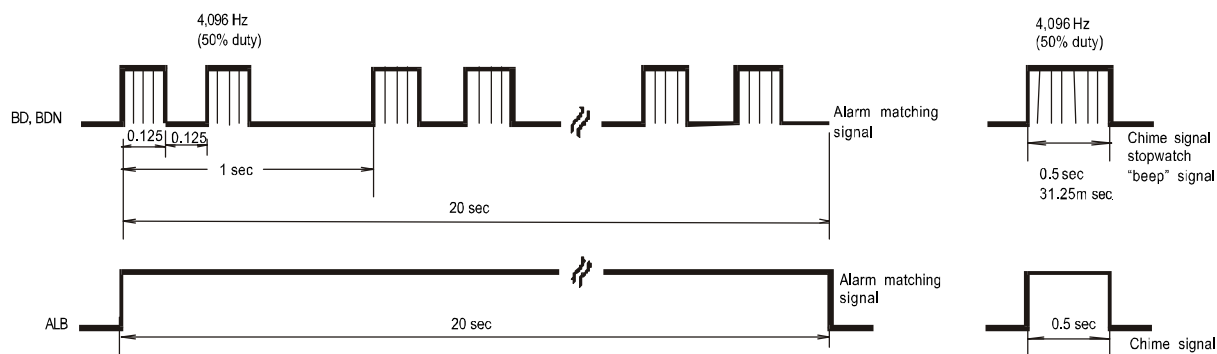 4,096 Hz
(50% duty)
4,096 Hz
(50% duty)
BD, BDN
0.125
0.125
1 sec
20 sec
Alarm matching
signal
0.5 sec
31.25m sec
Chime signal
stopwatch
"beep" signal
ALB
20 sec
Alarm matching
signal
0.5 sec
Chime signal